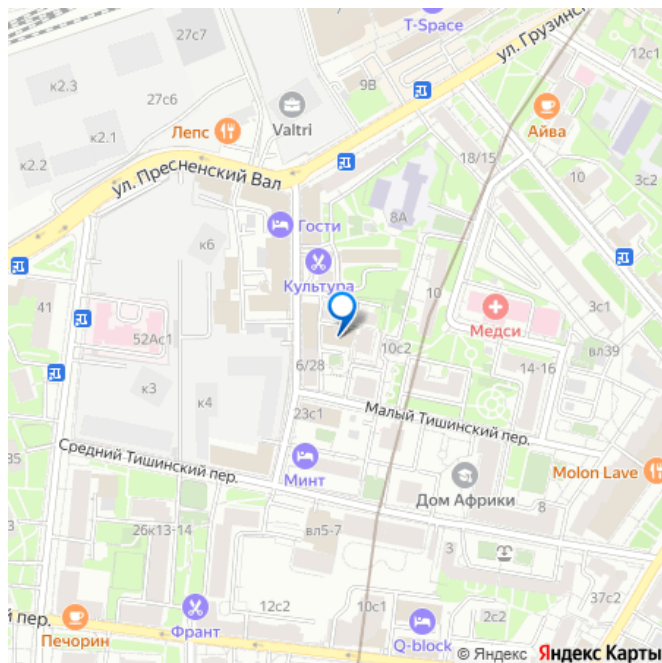 27с7
T-Space
ул. Грузинск
12с1
к2.3
27с6
9В
Valtri
Лепс
Айва
к2.1
к2.2
18/15
10
3с2
ул. Пресненский Вал
8А
Гости
к6
Культура
10
Медси
3с1
41
52Ас1
10с2
вл39
6/28
14-16
к3
к4
23с1
Малый Тишинский пер.
Средний Тишинский пер.
35
Минт
Дом Африки
Molon Lave
8
26к13-14
вл5-7
3
12с2
10с1
2с2
37с2
й пер.
Печорин
Франт
Q-block
© Яндекс Яндекс Карты